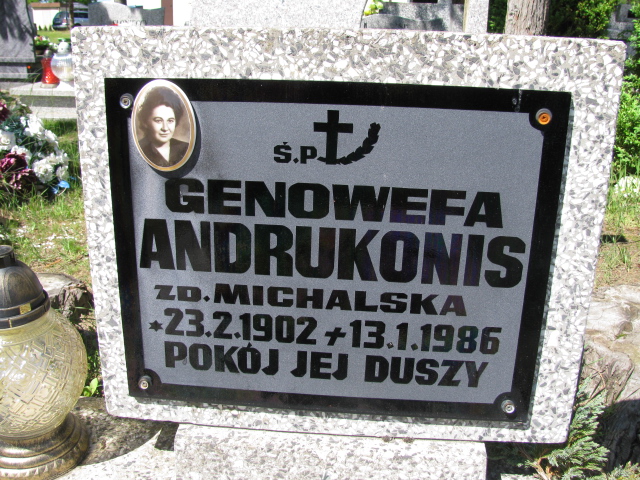 Ś.P
GENOWEFA
ANDRUKONIS
ZD.MICHALSKA
*23.2.1902 +13.1.1986
POKÓJ JEJ DUSZY